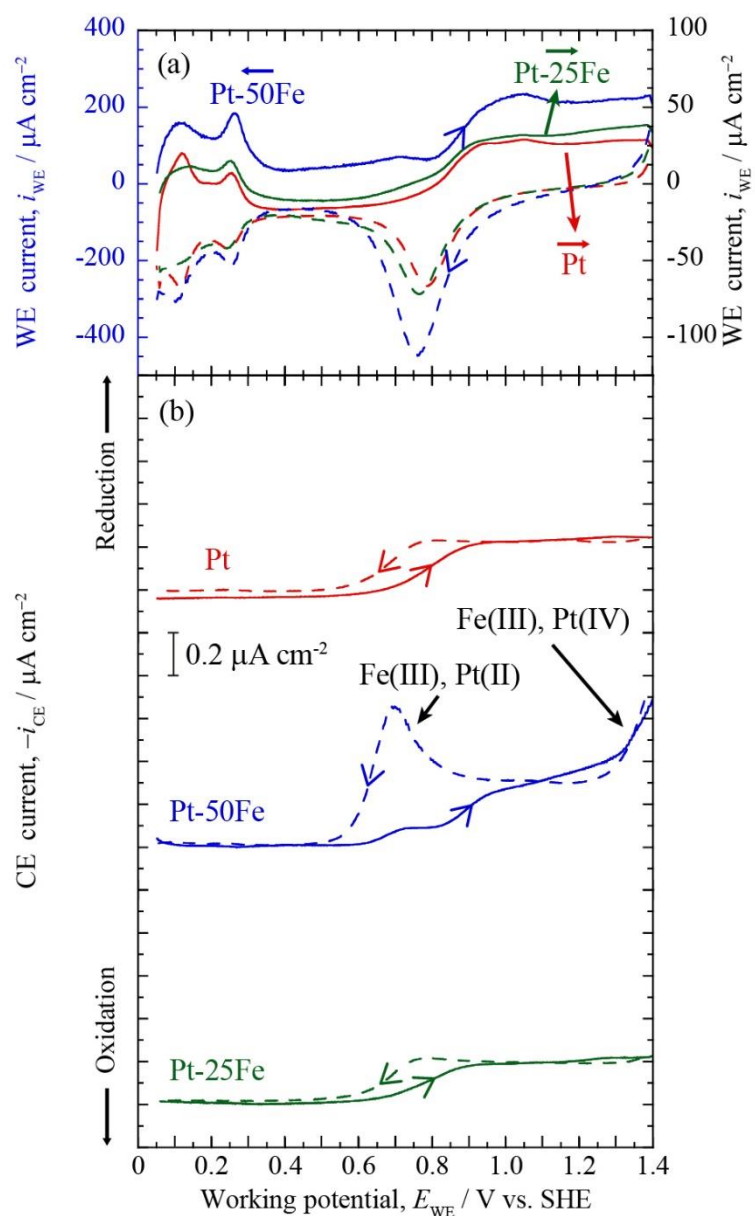 WE current, i_WE / μA cm⁻²
400
200
0
-200
-400
(a)
Pt-50Fe
Pt-25Fe
Pt
100
50
0
-50
-100
WE current, i_WE / μA cm⁻²
CE current, −i_CE / μA cm⁻²
Reduction
Oxidation
(b)
Pt
0.2 μA cm⁻²
Fe(III), Pt(IV)
Fe(III), Pt(II)
Pt-50Fe
Pt-25Fe
0 0.2 0.4 0.6 0.8 1.0 1.2 1.4
Working potential, E_WE / V vs. SHE